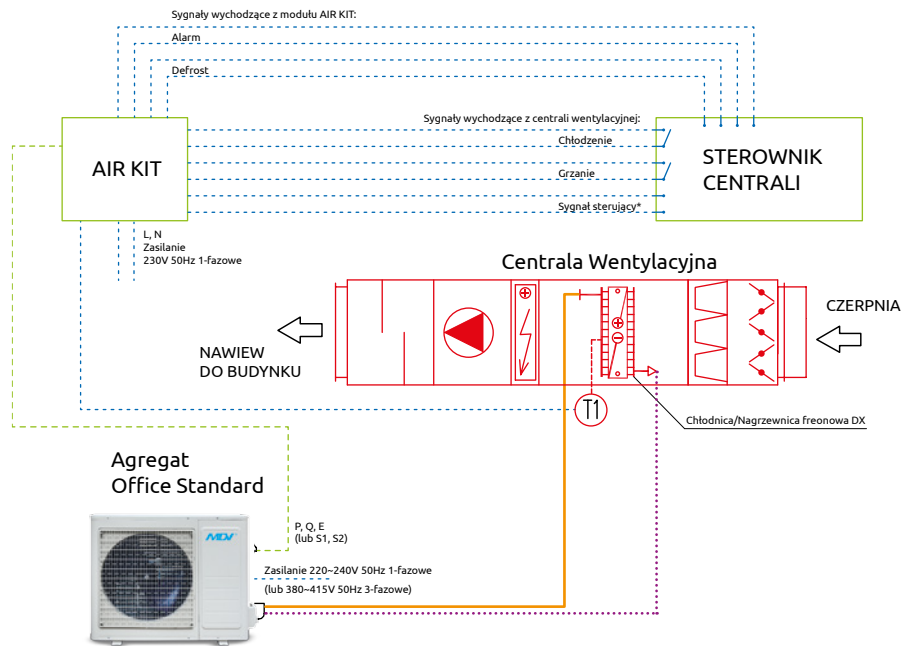 Sygnały wychodzące z modułu AIR KIT:
Alarm
Defrost
Sygnały wychodzące z centrali wentylacyjnej:
Chłodzenie
Grzanie
Sygnał sterujący*
AIR KIT
STEROWNIK
CENTRALI
L, N
Zasilanie
230V 50Hz 1-fazowe
Centrala Wentylacyjna
CZERPNIA
NAWIEW
DO BUDYNKU
T1
Chłodnica/Nagrzewnica freonowa DX
Agregat
Office Standard
MDV
P, Q, E
(lub S1, S2)
Zasilanie 220~240V 50Hz 1-fazowe
(lub 380~415V 50Hz 3-fazowe)